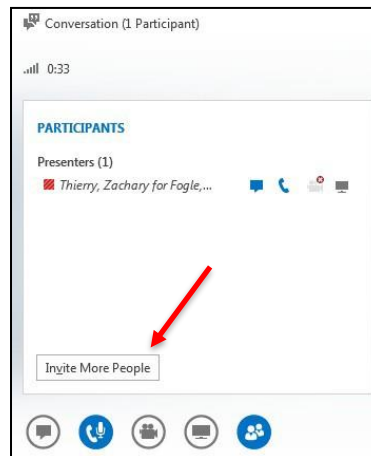 Conversation (1 Participant)
0:33
PARTICIPANTS
Presenters (1)
Thierry, Zachary for Fogle,...
Invite More People